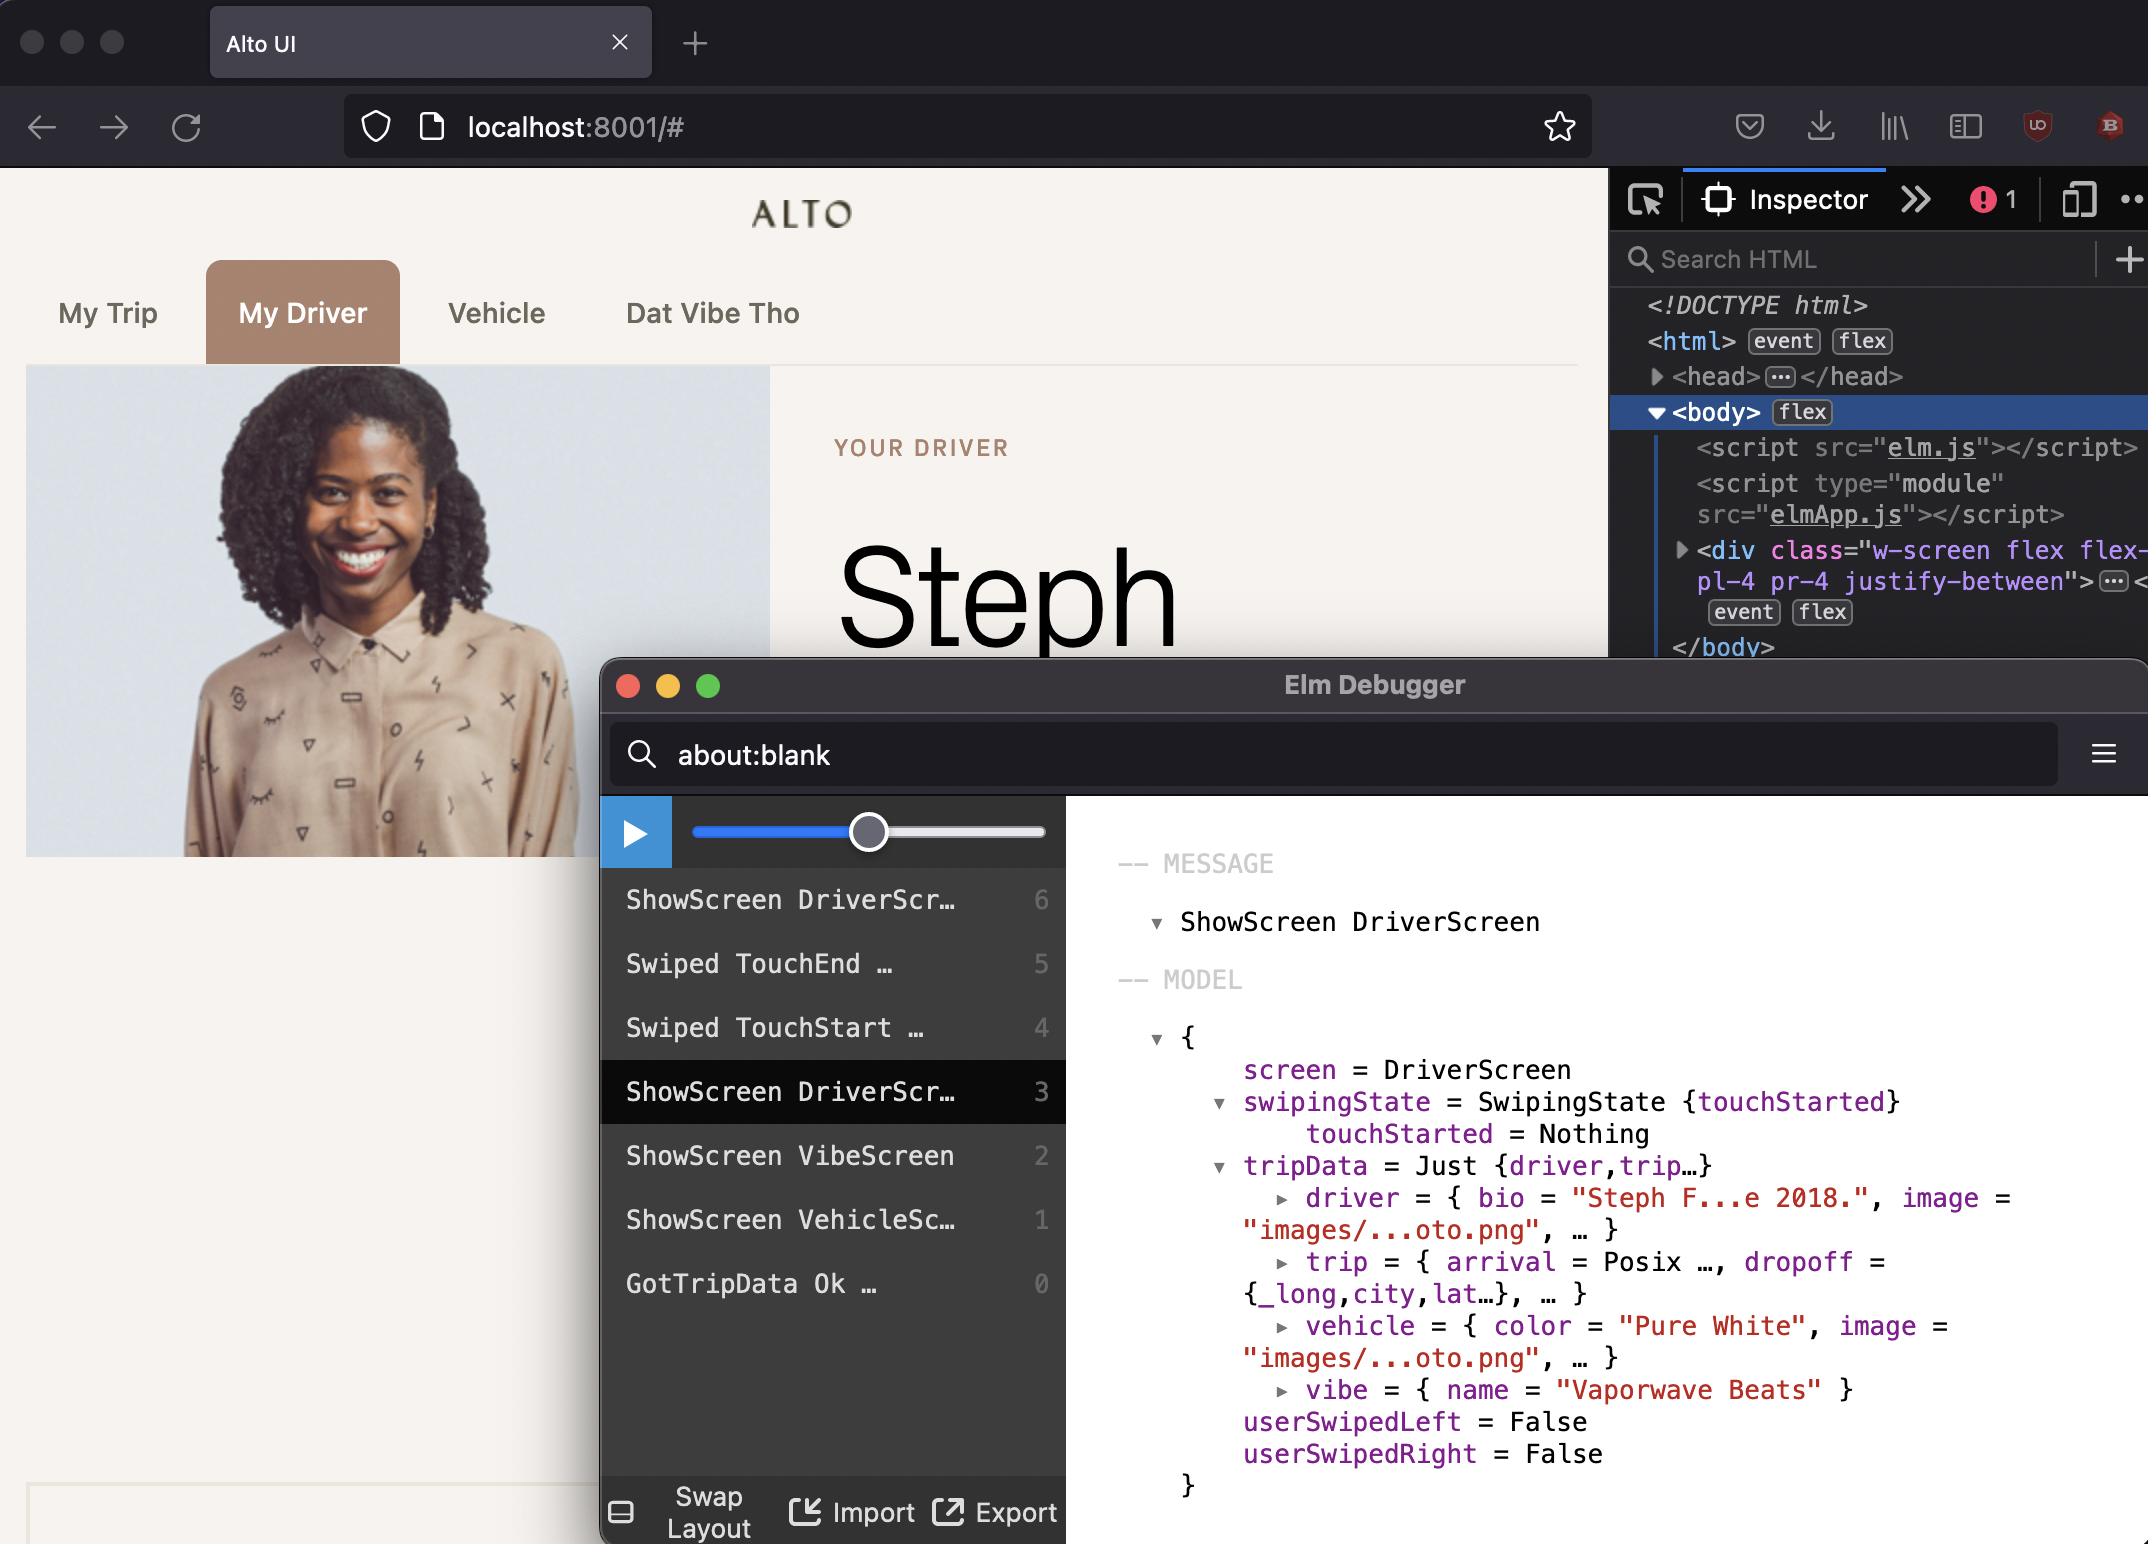 Alto UI
localhost:8001/#
ALTO
My Trip
My Driver
Vehicle
Dat Vibe Tho
YOUR DRIVER
Steph
Inspector
1
Search HTML
<!DOCTYPE html>
<html> event flex
<head> ... </head>
<body> flex
<script src="elm.js"></script>
<script type="module"
src="elmApp.js"></script>
<div class="w-screen flex flex-
pl-4 pr-4 justify-between"> ... <
event flex
</body>
Elm Debugger
about:blank
ShowScreen DriverScr… 6
Swiped TouchEnd … 5
Swiped TouchStart … 4
ShowScreen DriverScr… 3
ShowScreen VibeScreen 2
ShowScreen VehicleSc… 1
GotTripData Ok … 0
Swap
Layout
Import
Export
-- MESSAGE
ShowScreen DriverScreen
-- MODEL
{
screen = DriverScreen
swipingState = SwipingState {touchStarted}
touchStarted = Nothing
tripData = Just {driver,trip…}
driver = { bio = "Steph F...e 2018.", image =
"images/...oto.png", … }
trip = { arrival = Posix …, dropoff =
{_long,city,lat…}, … }
vehicle = { color = "Pure White", image =
"images/...oto.png", … }
vibe = { name = "Vaporwave Beats" }
userSwipedLeft = False
userSwipedRight = False
}